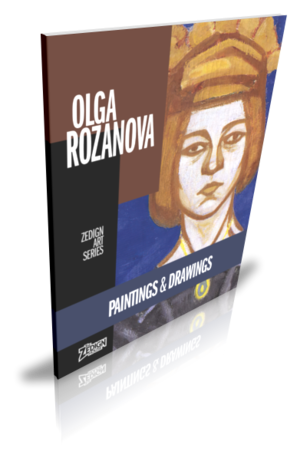 OLGA
ROZANOVA
ZEDIGN
ART
SERIES
PAINTINGS & DRAWINGS
ZEDIGN